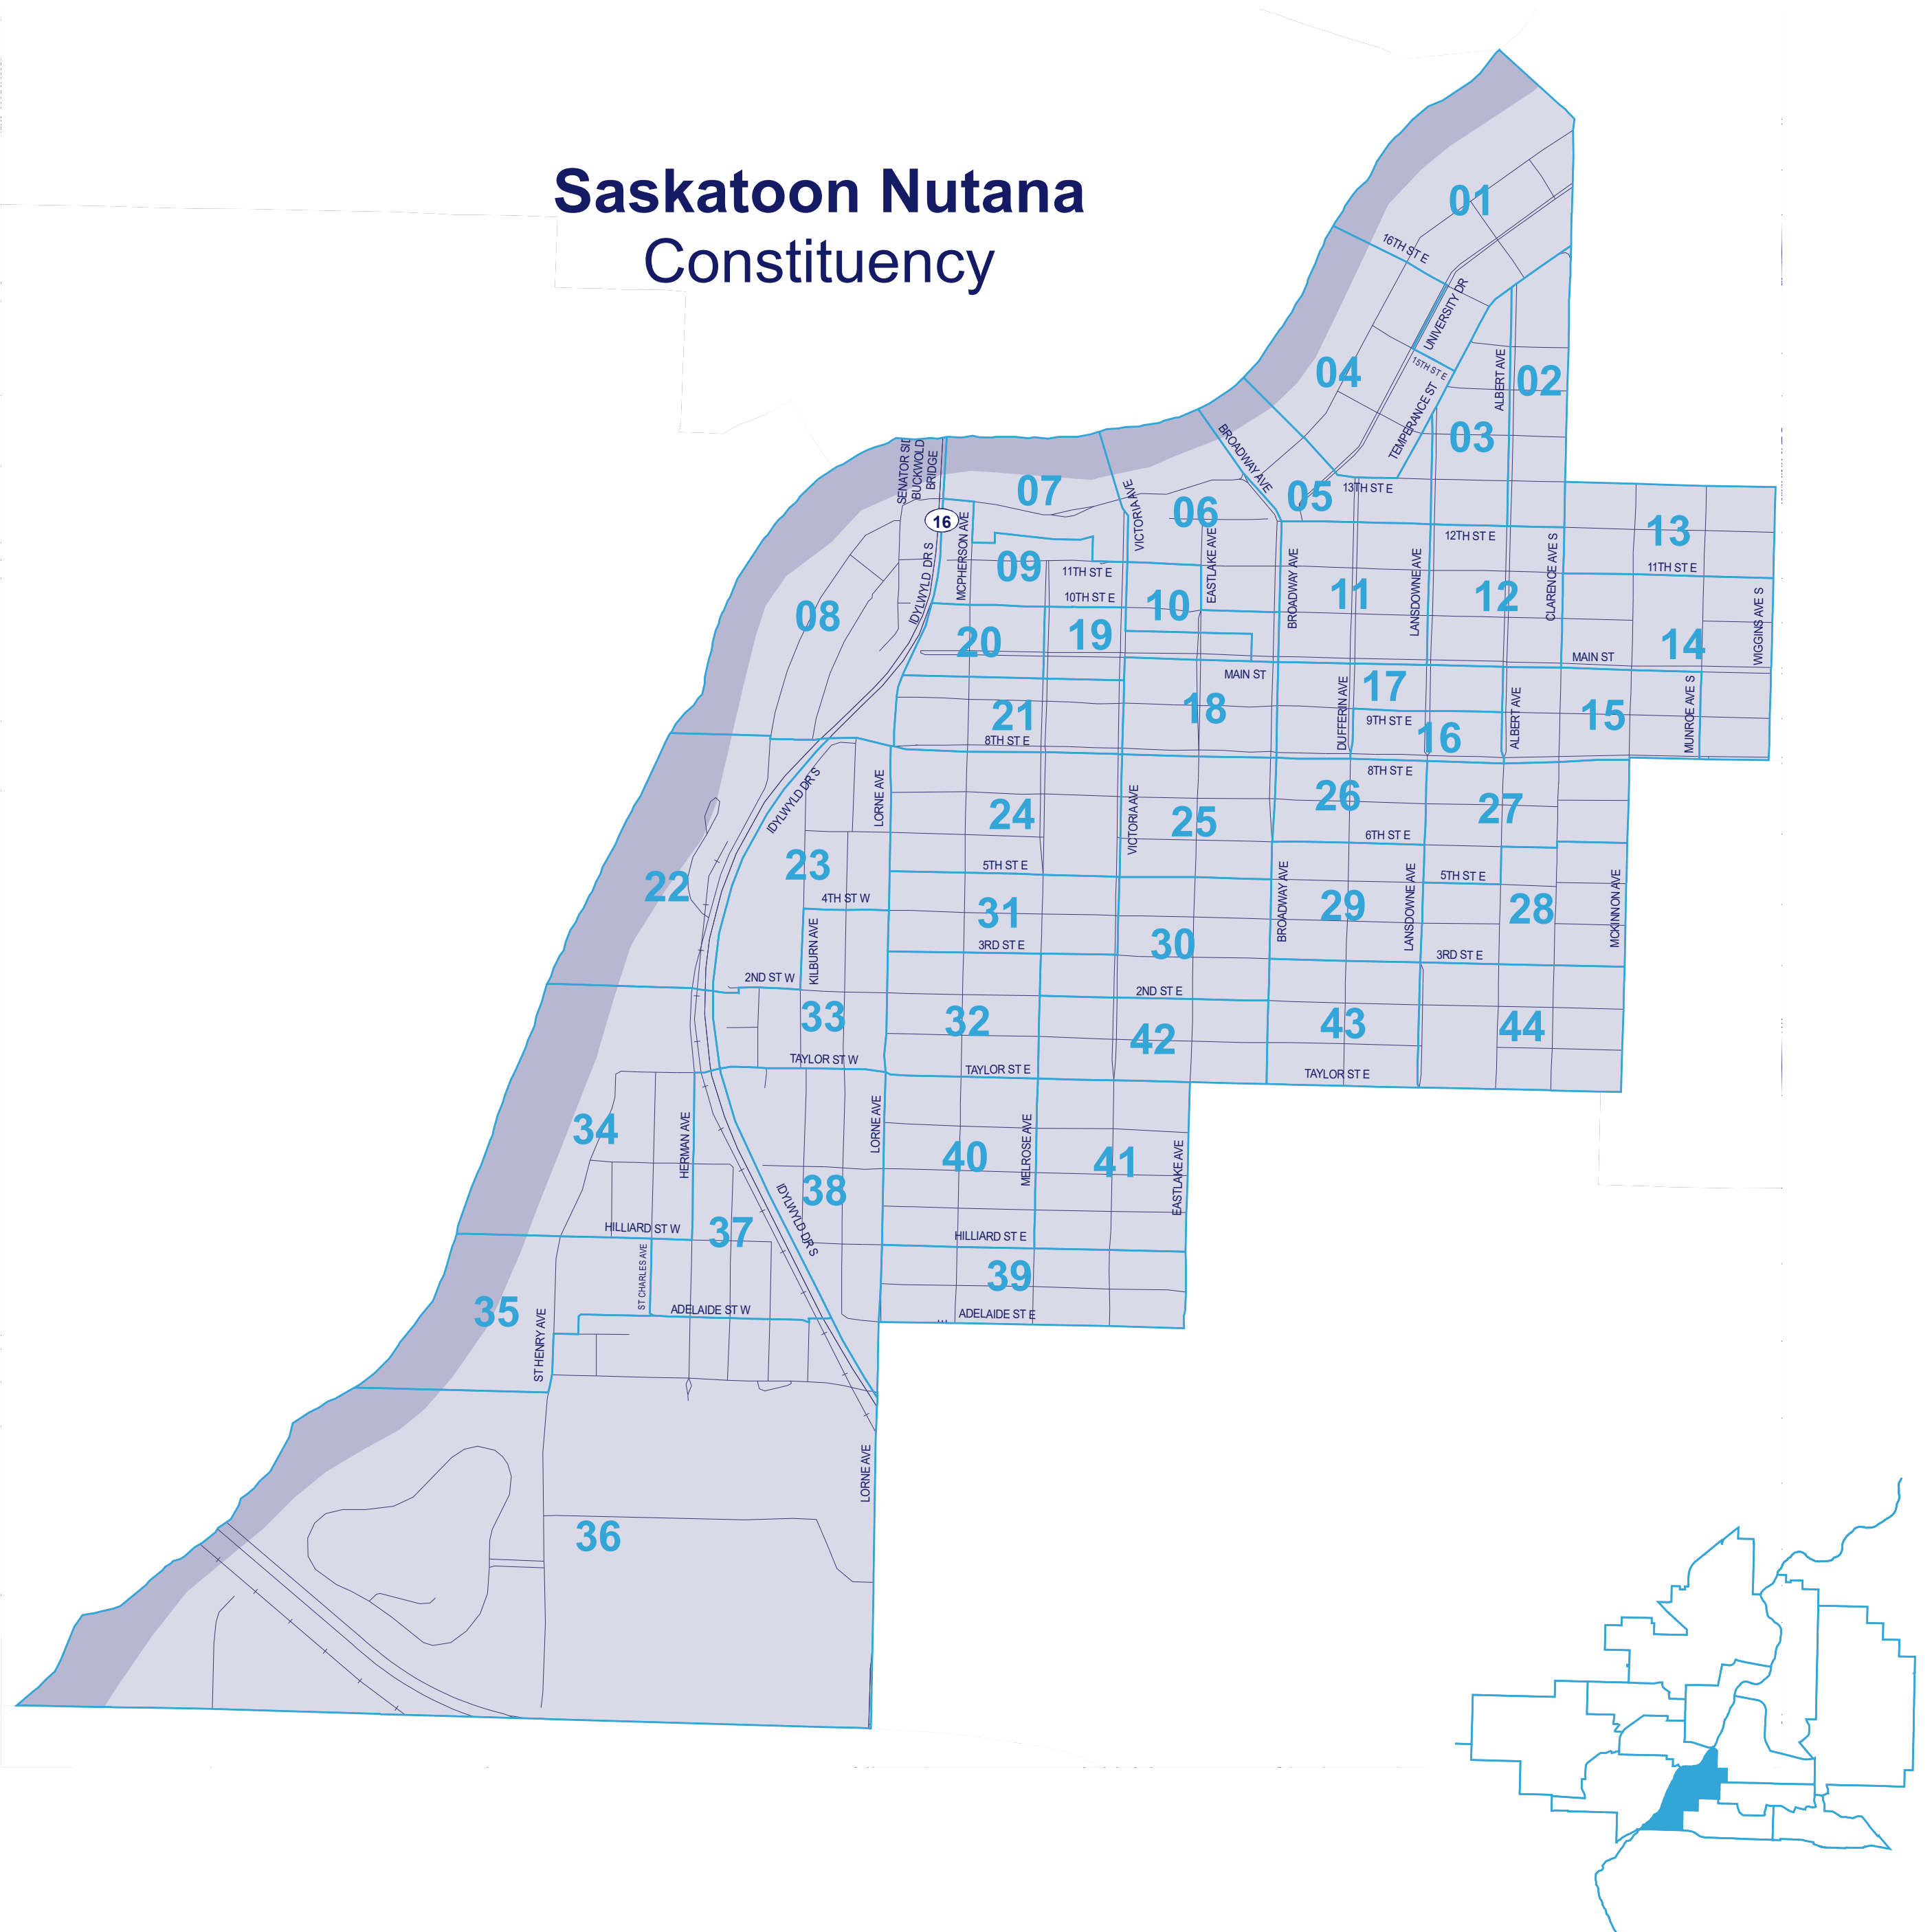 Saskatoon Nutana
Constituency
01
16TH ST E
UNIVERSITY DR
04
15TH ST E
ALBERT AVE
02
TEMPERANCE ST
03
BROADWAY AVE
SENATOR SID
BUCKWOLD
BRIDGE
07
VICTORIA AVE
06
05
13TH ST E
16
MCPHERSON AVE
13
12TH ST E
IDYLWYLD DR S
09
11TH ST E
EASTLAKE AVE
BROADWAY AVE
11
LANSDOWNE AVE
12
CLARENCE AVE S
11TH ST E
10TH ST E
10
08
WIGGINS AVE S
20
19
14
MAIN ST
MAIN ST
17
DUFFERIN AVE
21
18
9TH ST E
16
ALBERT AVE
15
MUNROE AVE S
8TH ST E
8TH ST E
IDYLWYLD DR S
LORNE AVE
24
VICTORIA AVE
25
26
27
6TH ST E
23
22
5TH ST E
5TH ST E
4TH ST W
31
BROADWAY AVE
29
LANSDOWNE AVE
28
MCKINNON AVE
KILBURN AVE
3RD ST E
30
3RD ST E
2ND ST W
2ND ST E
33
32
42
43
44
TAYLOR ST W
TAYLOR ST E
TAYLOR ST E
34
HERMAN AVE
LORNE AVE
40
MELROSE AVE
41
EASTLAKE AVE
38
IDYLWYLD DR S
37
HILLIARD ST W
HILLIARD ST E
ST CHARLES AVE
39
35
ADELAIDE ST W
ADELAIDE ST E
ST HENRY AVE
LORNE AVE
36